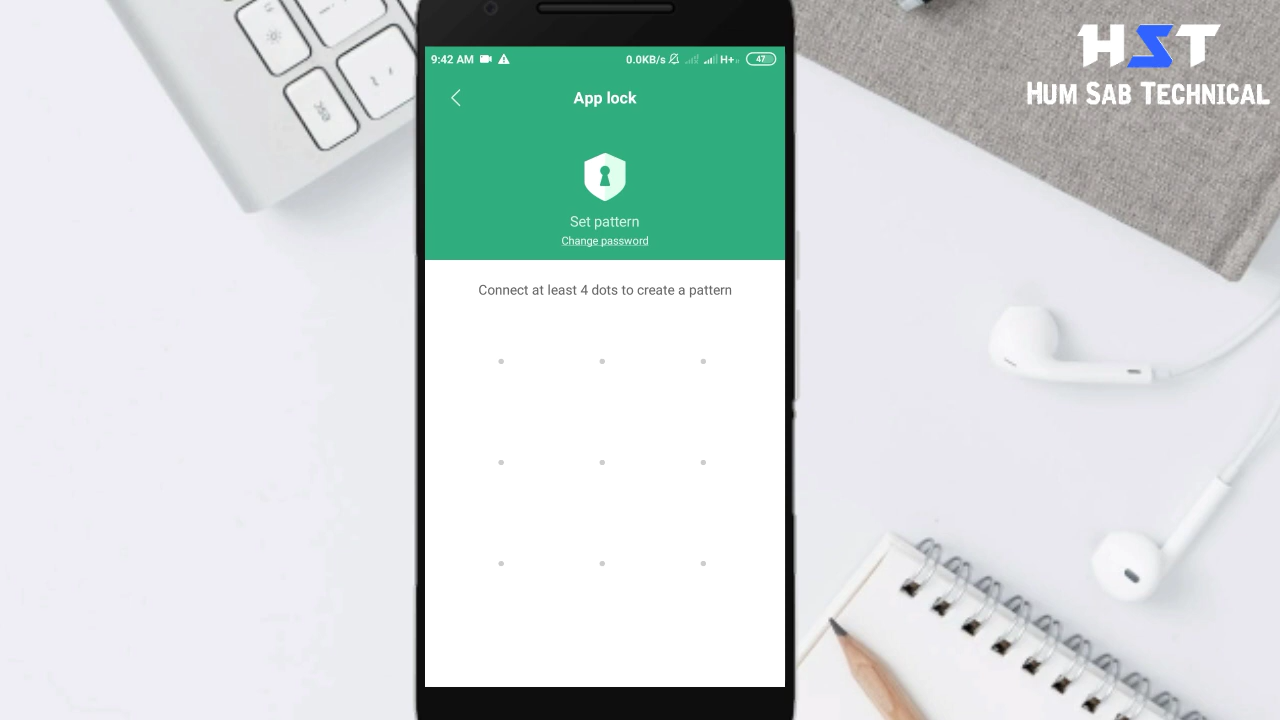 HST
HUM SAB TECHNICAL
9:42 AM 0.0KB/s H+ 47
App lock
Set pattern
Change password
Connect at least 4 dots to create a pattern